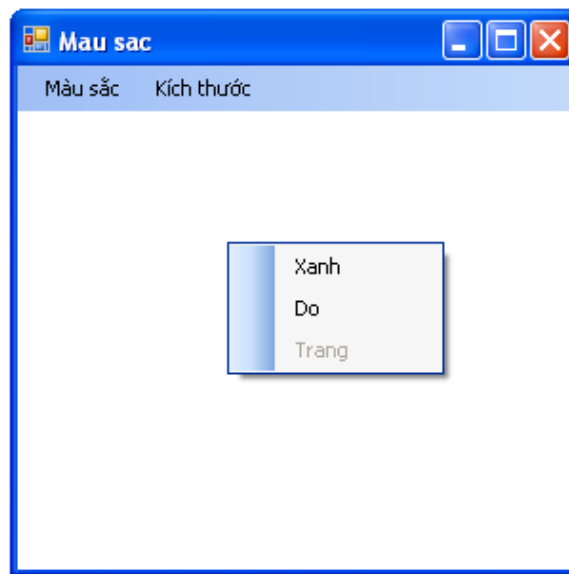 Mau sac
Màu sắc Kích thước
Xanh
Do
Trang